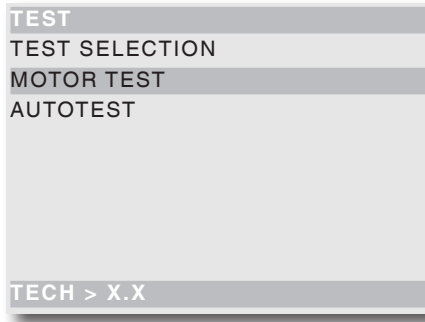 TEST
TEST SELECTION
MOTOR TEST
AUTOTEST
TECH > X.X